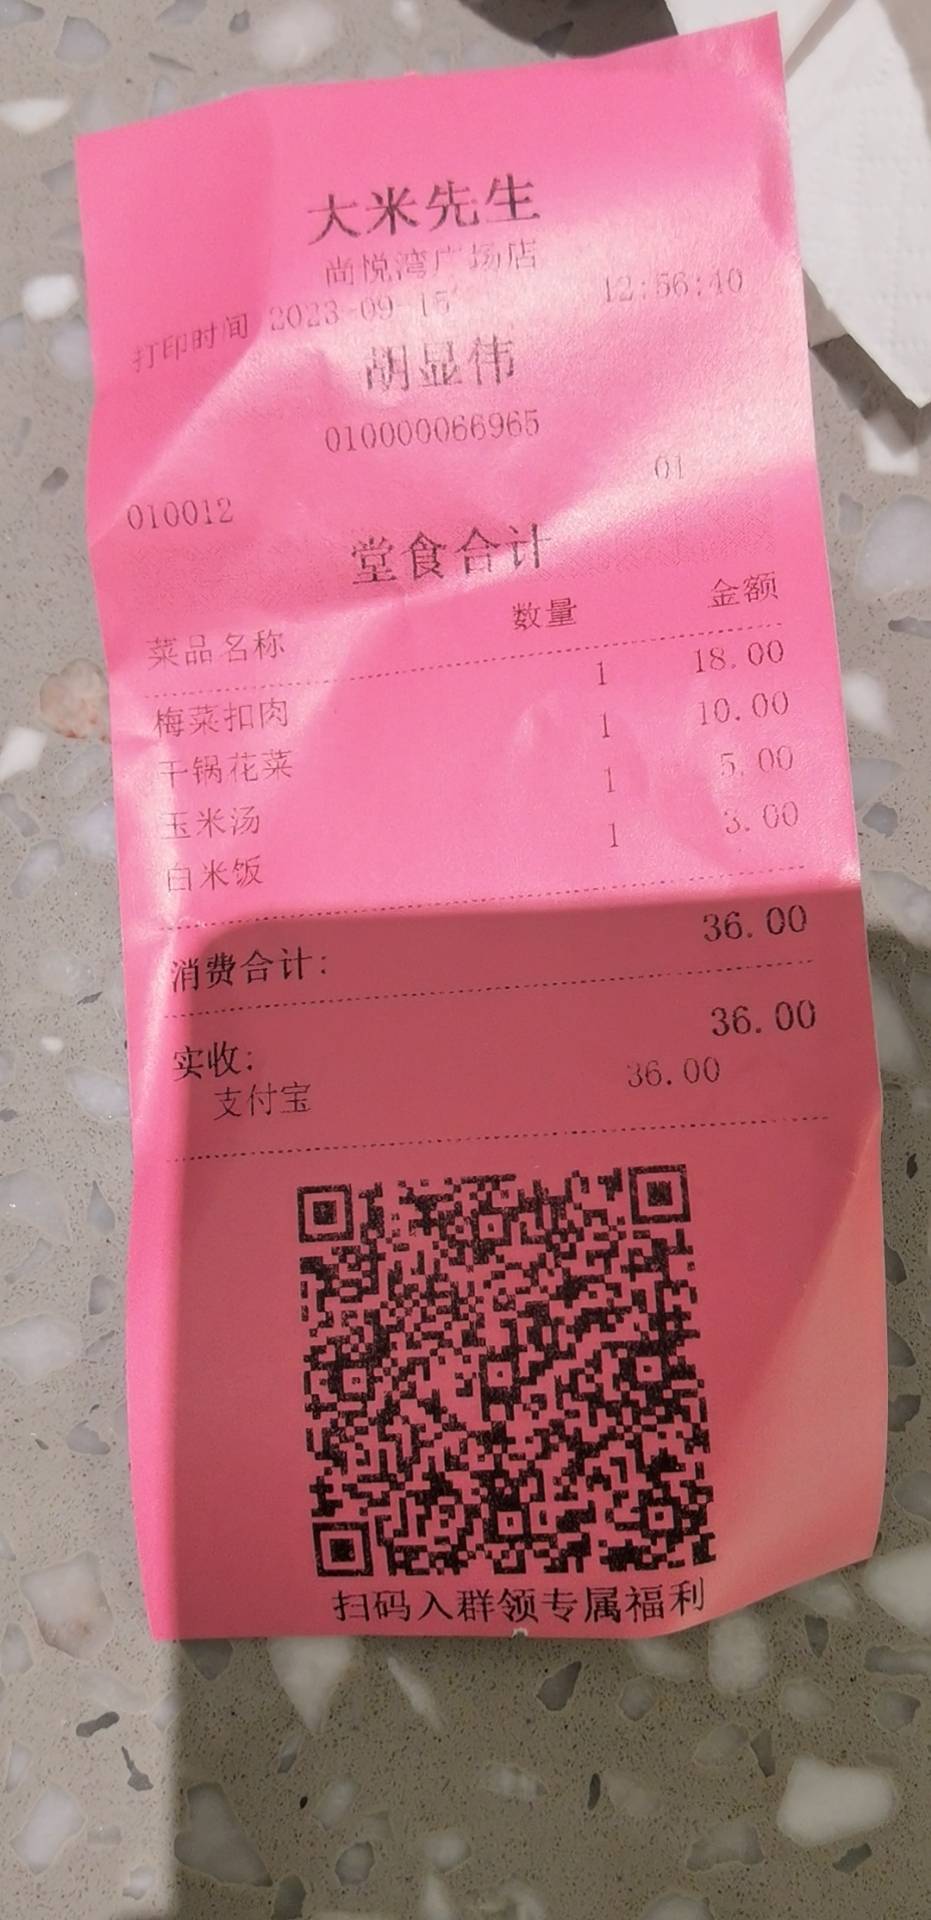 大米先生
尚悦湾广场店
打印时间 2023-09-15 12:56:40
胡显伟
010000066965
010012 01
堂食合计
菜品名称 数量 金额
梅菜扣肉 1 18.00
干锅花菜 1 10.00
玉米汤 1 5.00
白米饭 1 3.00
消费合计: 36.00
实收: 36.00
支付宝 36.00
扫码入群领专属福利